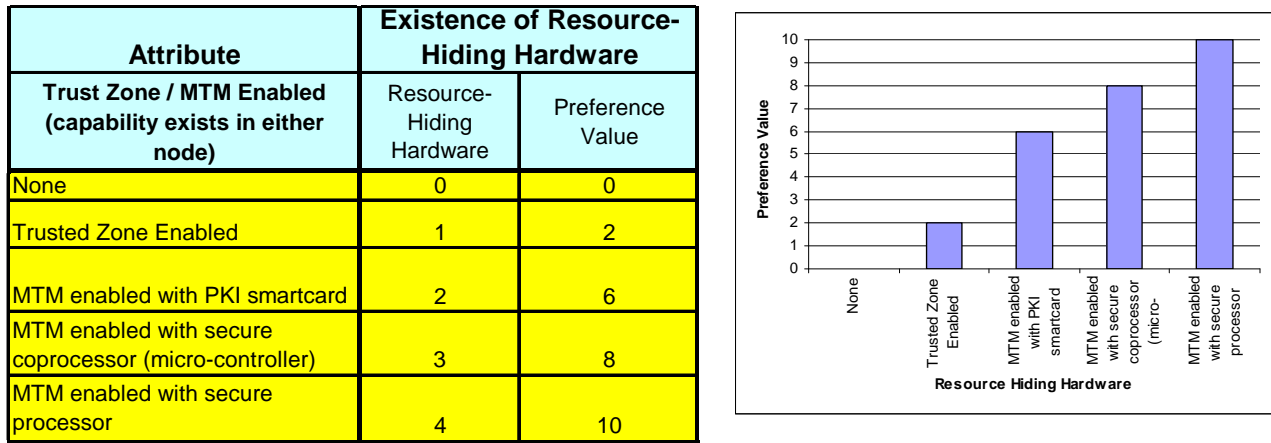 Attribute
Existence of Resource-
Hiding Hardware
Trust Zone / MTM Enabled
(capability exists in either
node)
Resource-
Hiding
Hardware
Preference
Value
None 0 0
Trusted Zone Enabled 1 2
MTM enabled with PKI smartcard 2 6
MTM enabled with secure
coprocessor (micro-controller) 3 8
MTM enabled with secure
processor 4 10
Preference Value
10
9
8
7
6
5
4
3
2
1
0
None
Trusted Zone
Enabled
MTM enabled
with PKI
smartcard
MTM enabled
with secure
coprocessor
(micro-
MTM enabled
with secure
processor
Resource Hiding Hardware